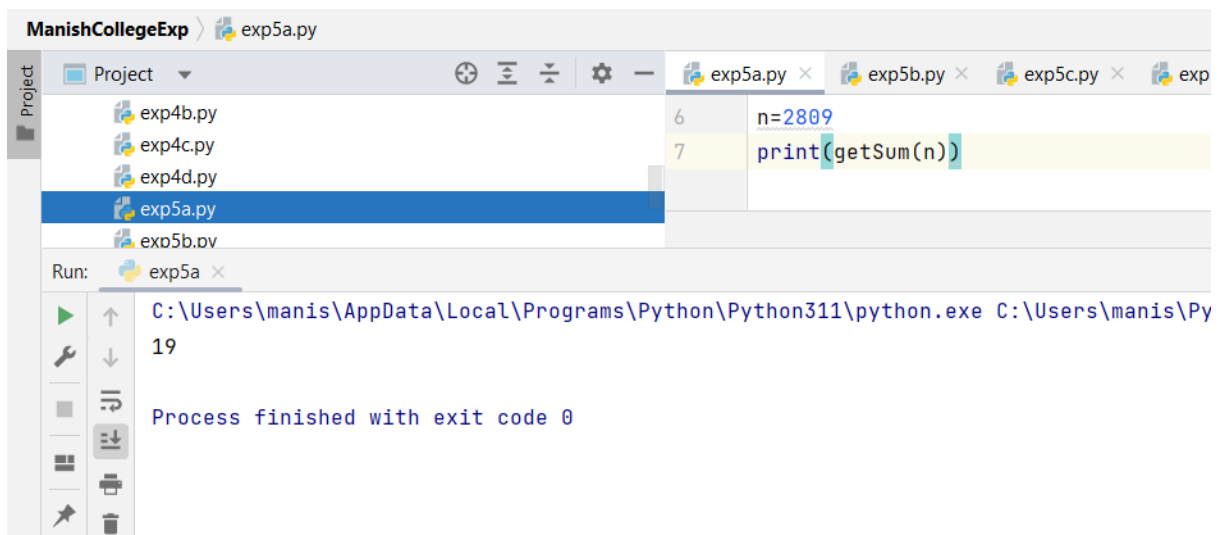 ManishCollegeExp 〉 exp5a.py
Project
Project
exp4b.py
exp4c.py
exp4d.py
exp5a.py
exp5b.py
exp5a.py × exp5b.py × exp5c.py × exp
6 n=2809
7 print(getSum(n))
Run: exp5a ×
C:\Users\manis\AppData\Local\Programs\Python\Python311\python.exe C:\Users\manis\Py
19
Process finished with exit code 0